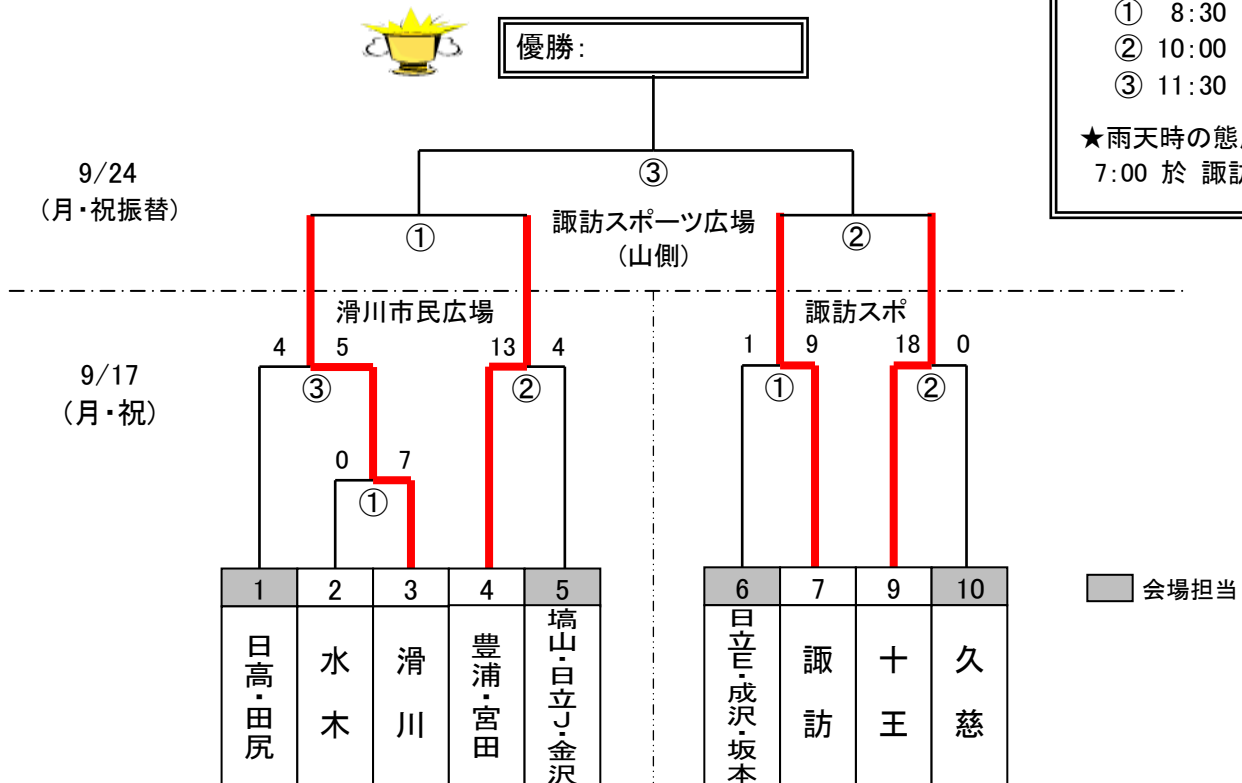 優勝:
① 8:30
② 10:00
③ 11:30
★雨天時の態
7:00 於 諏訪
9/24
(月・祝振替)
③
諏訪スポーツ広場
(山側)
①
②
滑川市民広場
諏訪スポ
9/17
(月・祝)
4 5
13 4
1 9
18 0
③
②
①
②
0 7
①
1 2 3 4 5 6 7 9 10
日高・田尻
水木
滑川
豊浦・宮田
塙山・日立J・金沢
日立E・成沢・坂本
諏訪
十王
久慈
会場担当